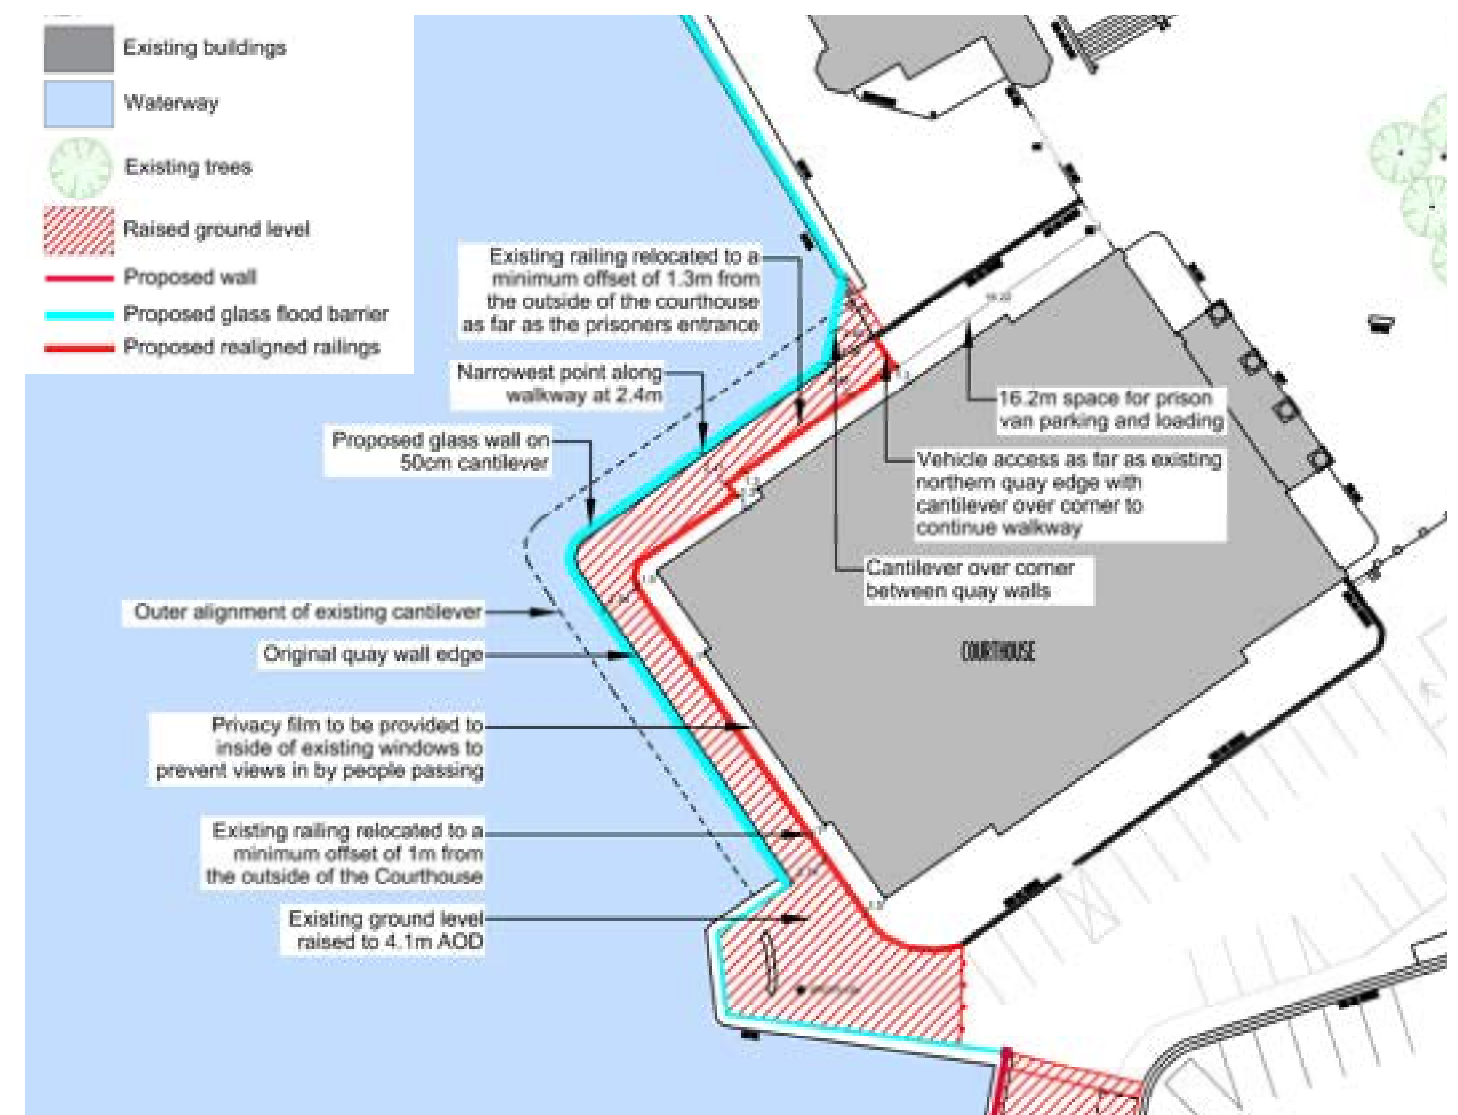 Existing buildings
Waterway
Existing trees
Raised ground level
Proposed wall
Proposed glass flood barrier
Proposed realigned railings
Existing railing relocated to a
minimum offset of 1.3m from
the outside of the courthouse
as far as the prisoners entrance
Narrowest point along
walkway at 2.4m
Proposed glass wall on
50cm cantilever
16.2m space for prison
van parking and loading
Vehicle access as far as existing
northern quay edge with
cantilever over corner to
continue walkway
Cantilever over corner
between quay walls
Outer alignment of existing cantilever
Original quay wall edge
COURTHOUSE
Privacy film to be provided to
inside of existing windows to
prevent views in by people passing
Existing railing relocated to a
minimum offset of 1m from
the outside of the Courthouse
Existing ground level
raised to 4.1m AOD